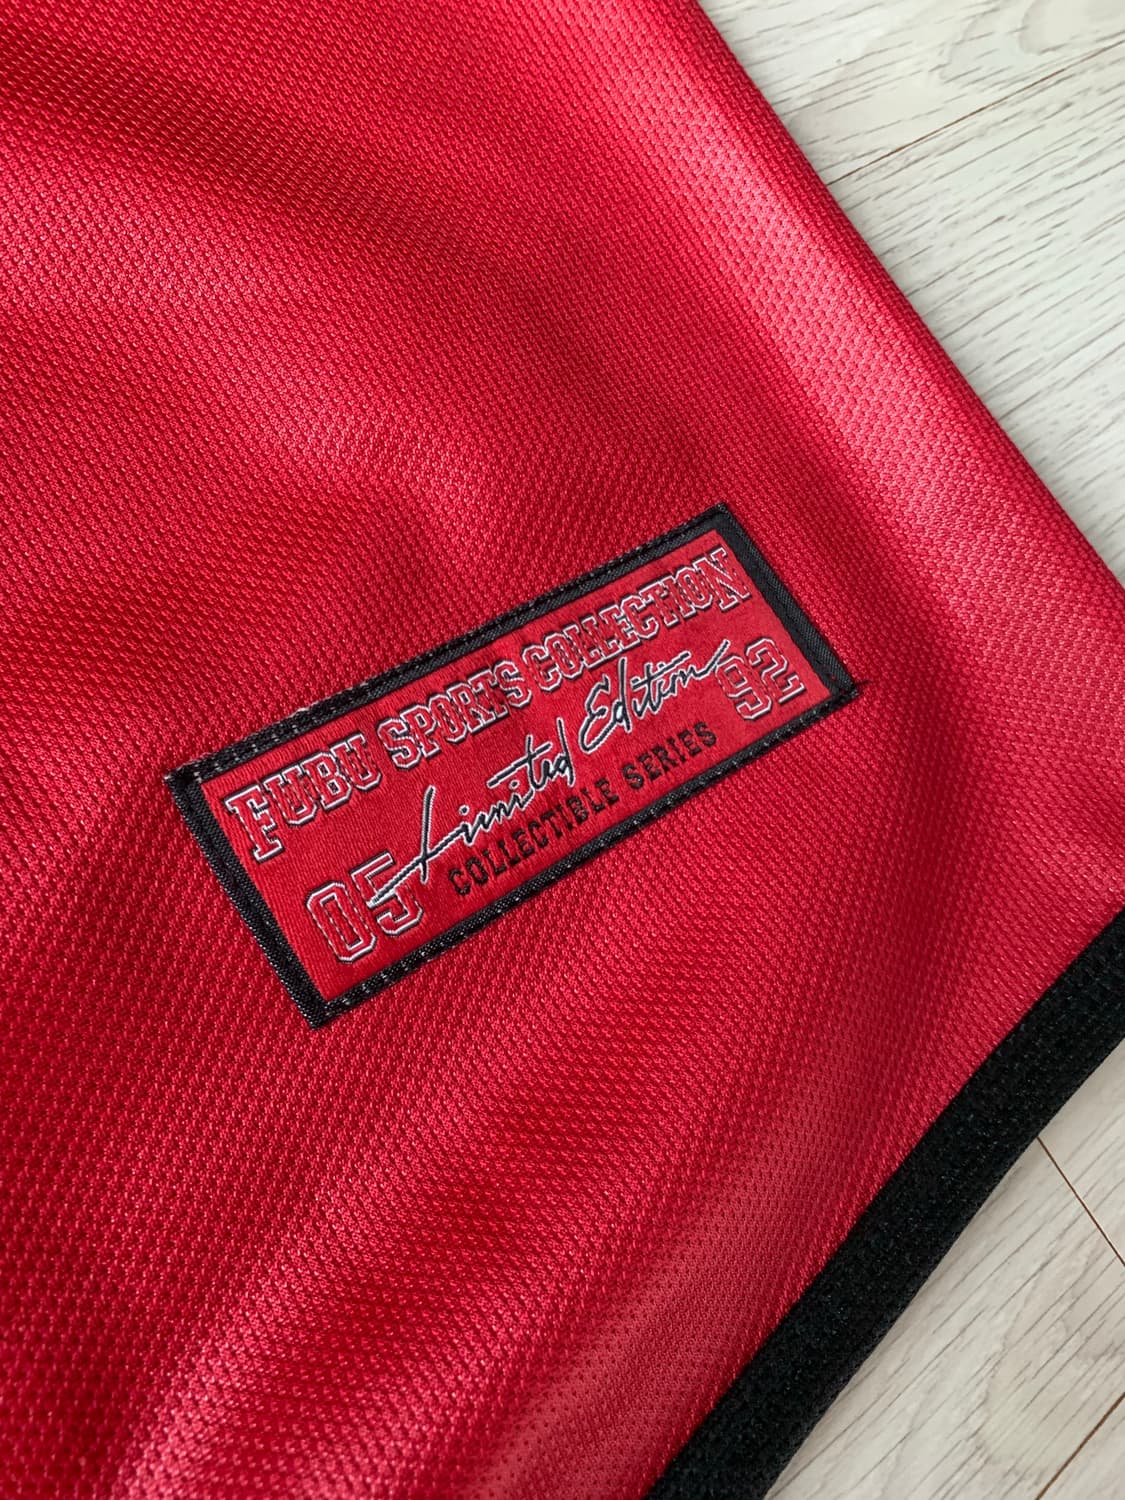 FUBU SPORTS COLLECTION
05 Limited Edition 92
COLLECTIBLE SERIES